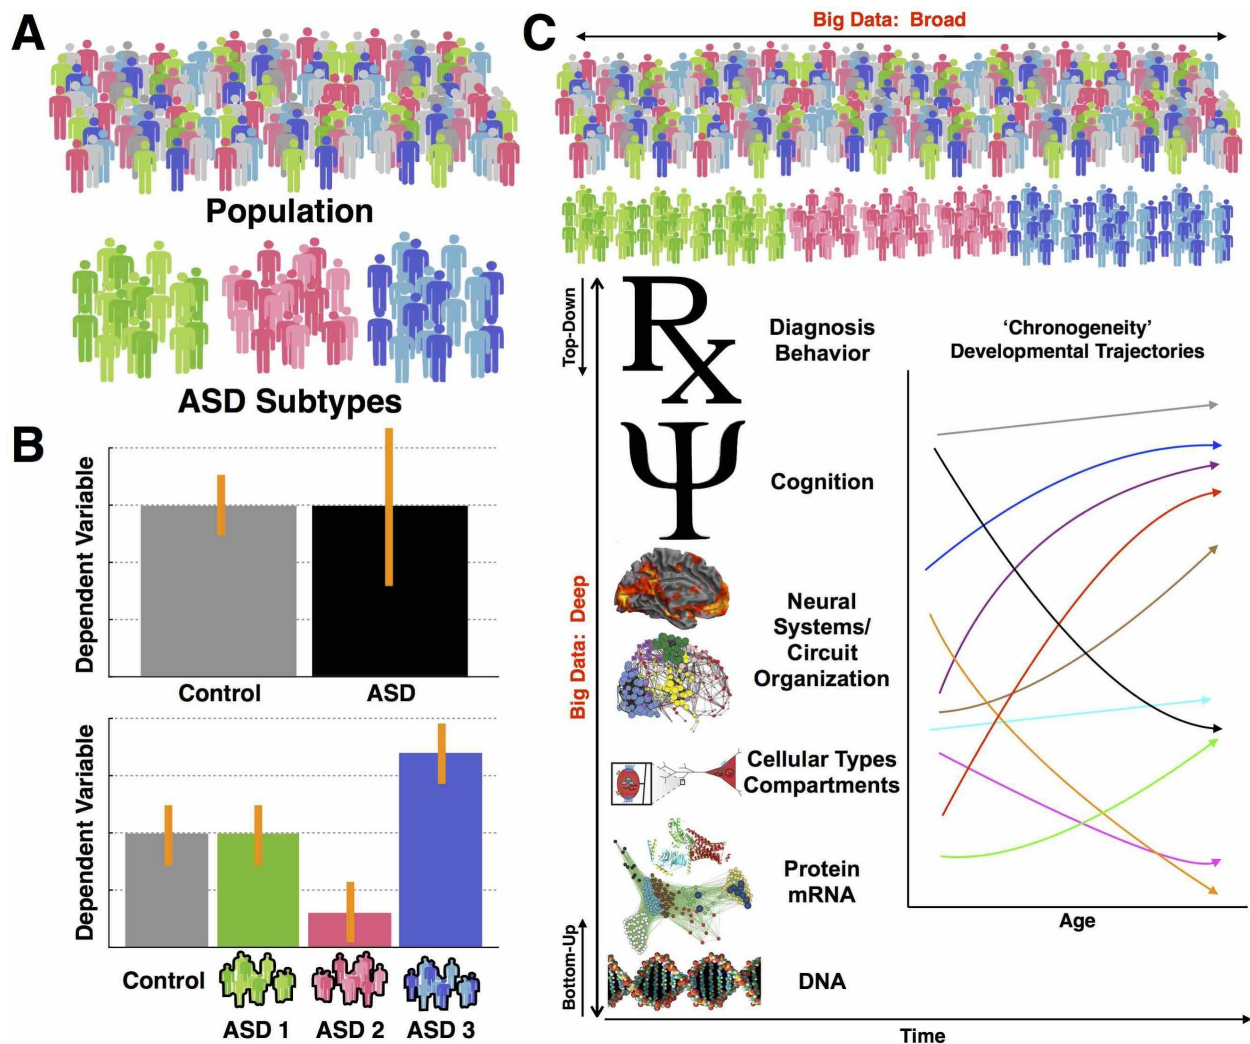 A
Population
ASD Subtypes
B
Dependent Variable
Control
ASD
Dependent Variable
Control
ASD 1
ASD 2
ASD 3
C
Big Data: Broad
Top-Down
Big Data: Deep
Bottom-Up
Rx
Diagnosis
Behavior
Ψ
Cognition
Neural
Systems/
Circuit
Organization
Cellular Types
Compartments
Protein
mRNA
DNA
‘Chronogeneity’
Developmental Trajectories
Age
Time